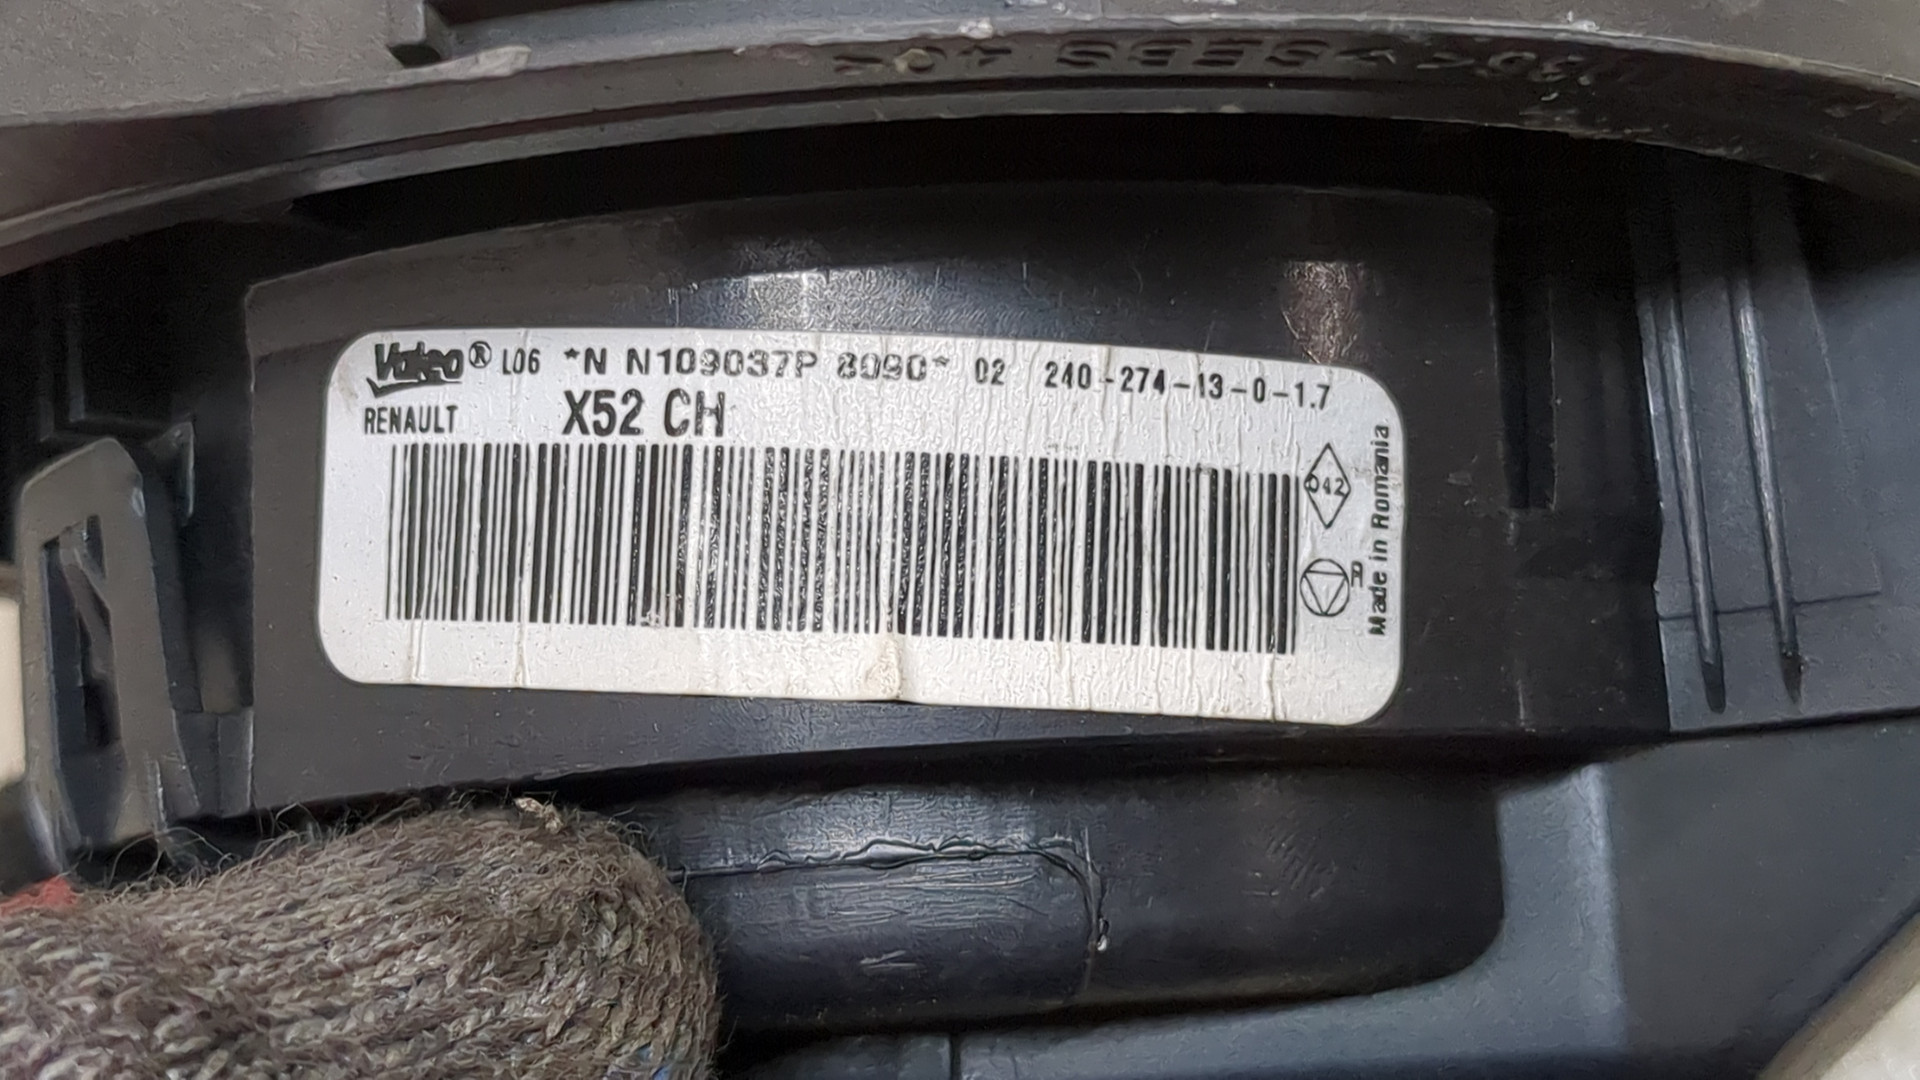 Valeo® L06 *N N109037P 8090* 02 240-274-13-0-1.7
RENAULT X52 CH
042
R
Made in Romania